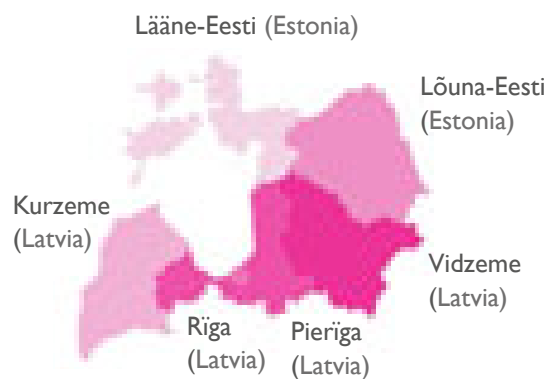 Lääne-Eesti (Estonia)
Lõuna-Eesti
(Estonia)
Kurzeme
(Latvia)
Vidzeme
(Latvia)
Rïga
(Latvia)
Pierïga
(Latvia)